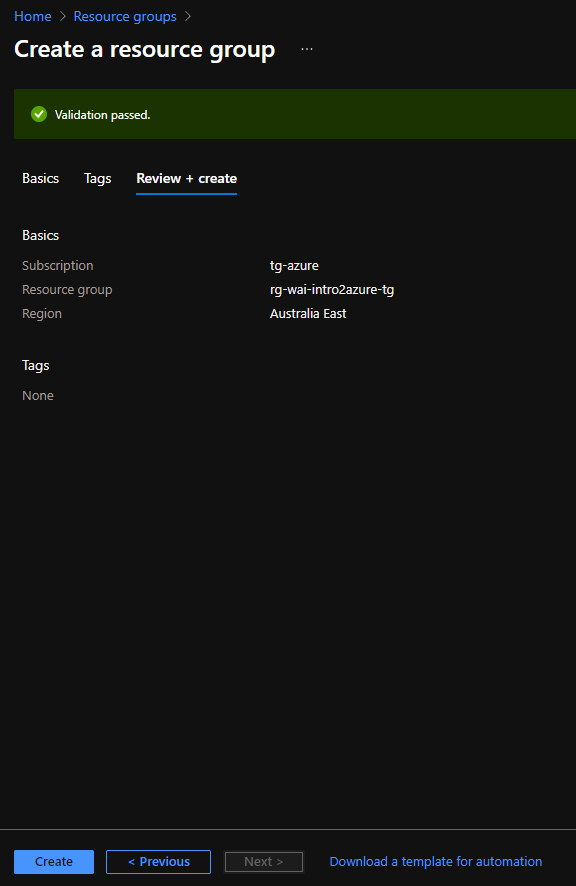 Home > Resource groups >
Create a resource group ...
Validation passed.
Basics Tags Review + create
Basics
Subscription tg-azure
Resource group rg-wai-intro2azure-tg
Region Australia East
Tags
None
Create < Previous Next > Download a template for automation